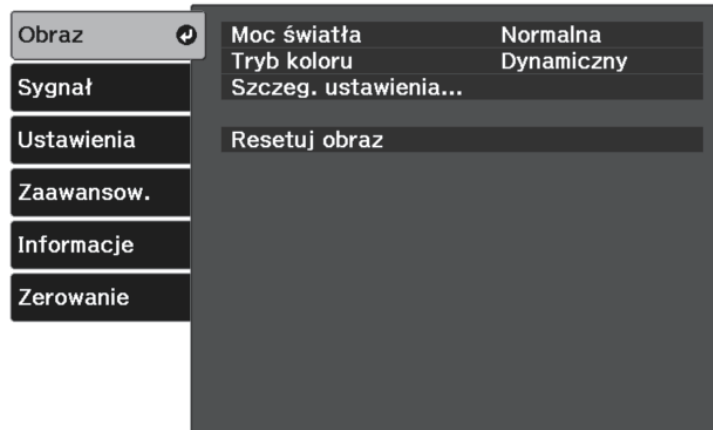 Obraz
Sygnał
Ustawienia
Zaawansow.
Informacje
Zerowanie
Moc światła Normalna
Tryb koloru Dynamiczny
Szczeg. ustawienia...
Resetuj obraz